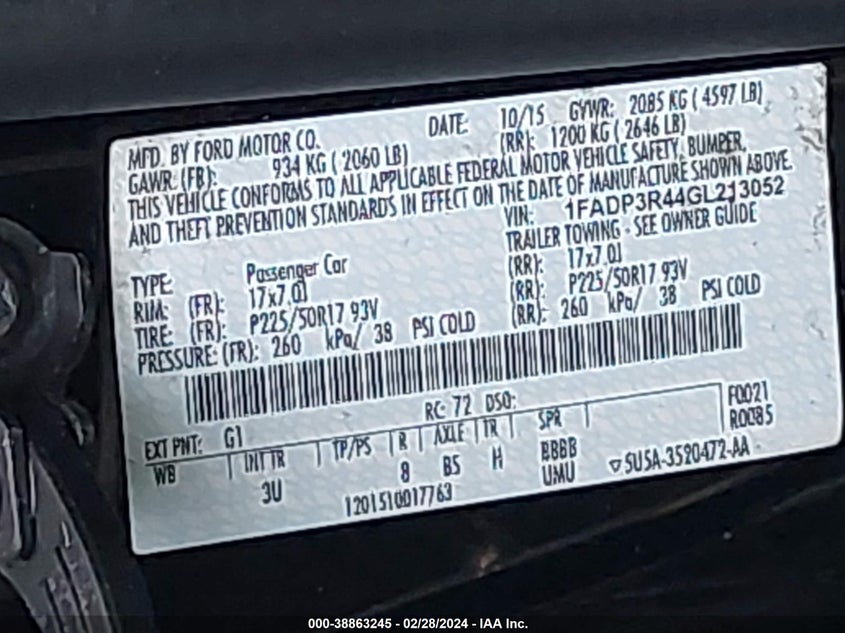 MFD. BY FORD MOTOR CO. DATE: 10/15 GVWR: 2085 KG ( 4597 LB)
GAWR: (FR): 934 KG ( 2060 LB) (RR): 1200 KG ( 2646 LB)
THIS VEHICLE CONFORMS TO ALL APPLICABLE FEDERAL MOTOR VEHICLE SAFETY, BUMPER,
AND THEFT PREVENTION STANDARDS IN EFFECT ON THE DATE OF MANUFACTURE SHOWN ABOVE.
VIN: 1FADP3R44GL213052
TYPE: Passenger Car TRAILER TOWING - SEE OWNER GUIDE
RIM: (FR): 17x7.0J (RR): 17x7.0J
TIRE: (FR): P225/50R17 93V (RR): P225/50R17 93V
PRESSURE: (FR): 260 kPa/ 38 PSI COLD (RR): 260 kPa/ 38 PSI COLD
EXT PNT: G1 RC: 72 DSO: F0021
WB INT TR TP/PS R AXLE TR SPR R0085
3U 8 B5 H BBBB
UMU 5U5A-3520472-AA
1201510017763
000-38863245 - 02/28/2024 - IAA Inc.